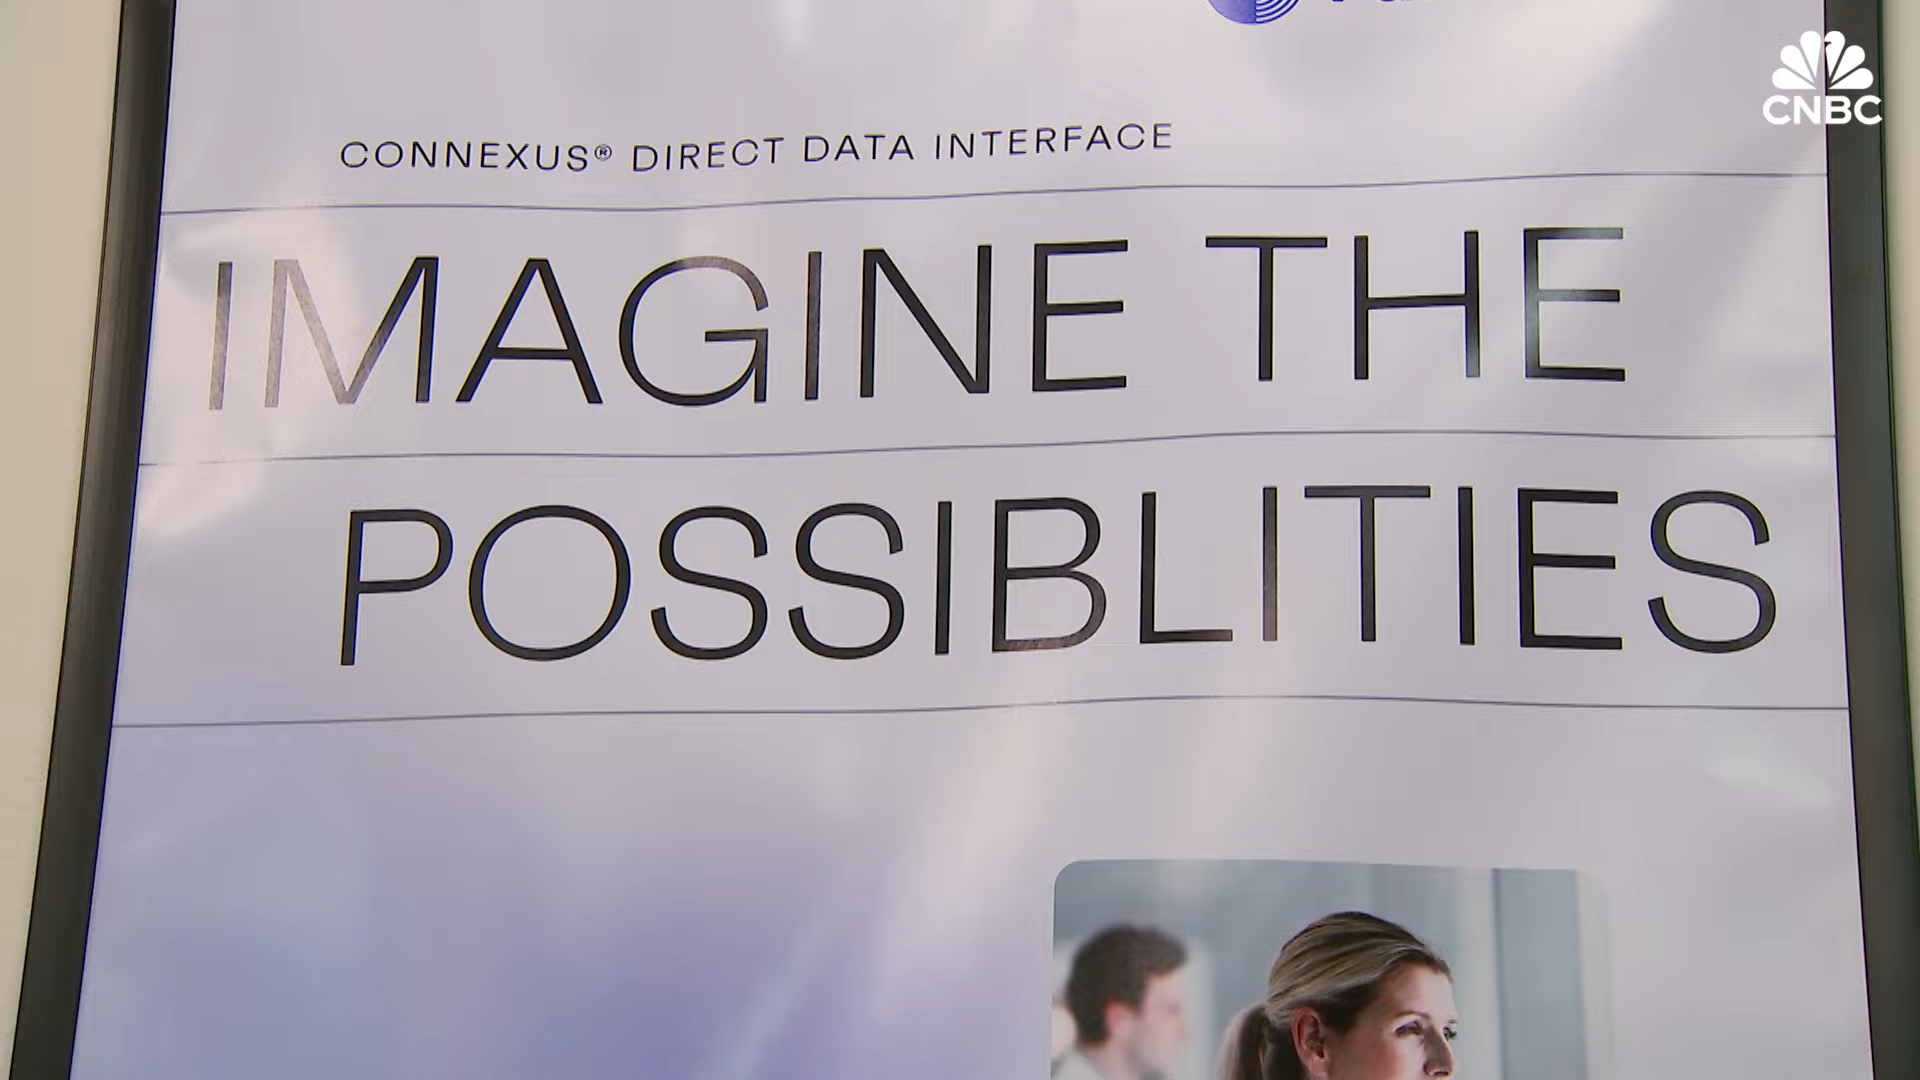 CNBC
CONNEXUS® DIRECT DATA INTERFACE
IMAGINE THE
POSSIBLITIES